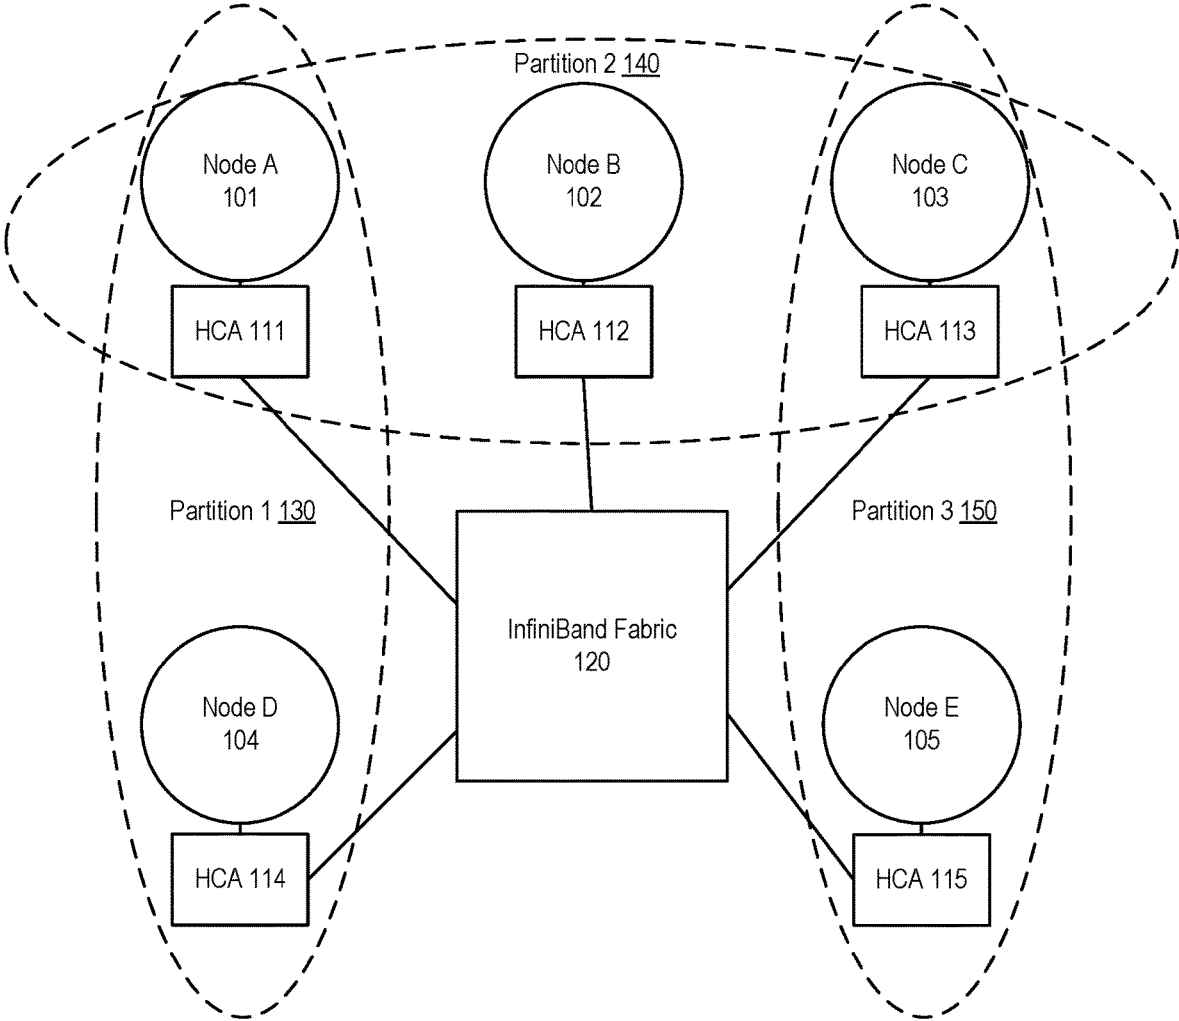 Partition 2 140
Node A
101
Node B
102
Node C
103
HCA 111
HCA 112
HCA 113
Partition 1 130
Partition 3 150
InfiniBand Fabric
120
Node D
104
Node E
105
HCA 114
HCA 115